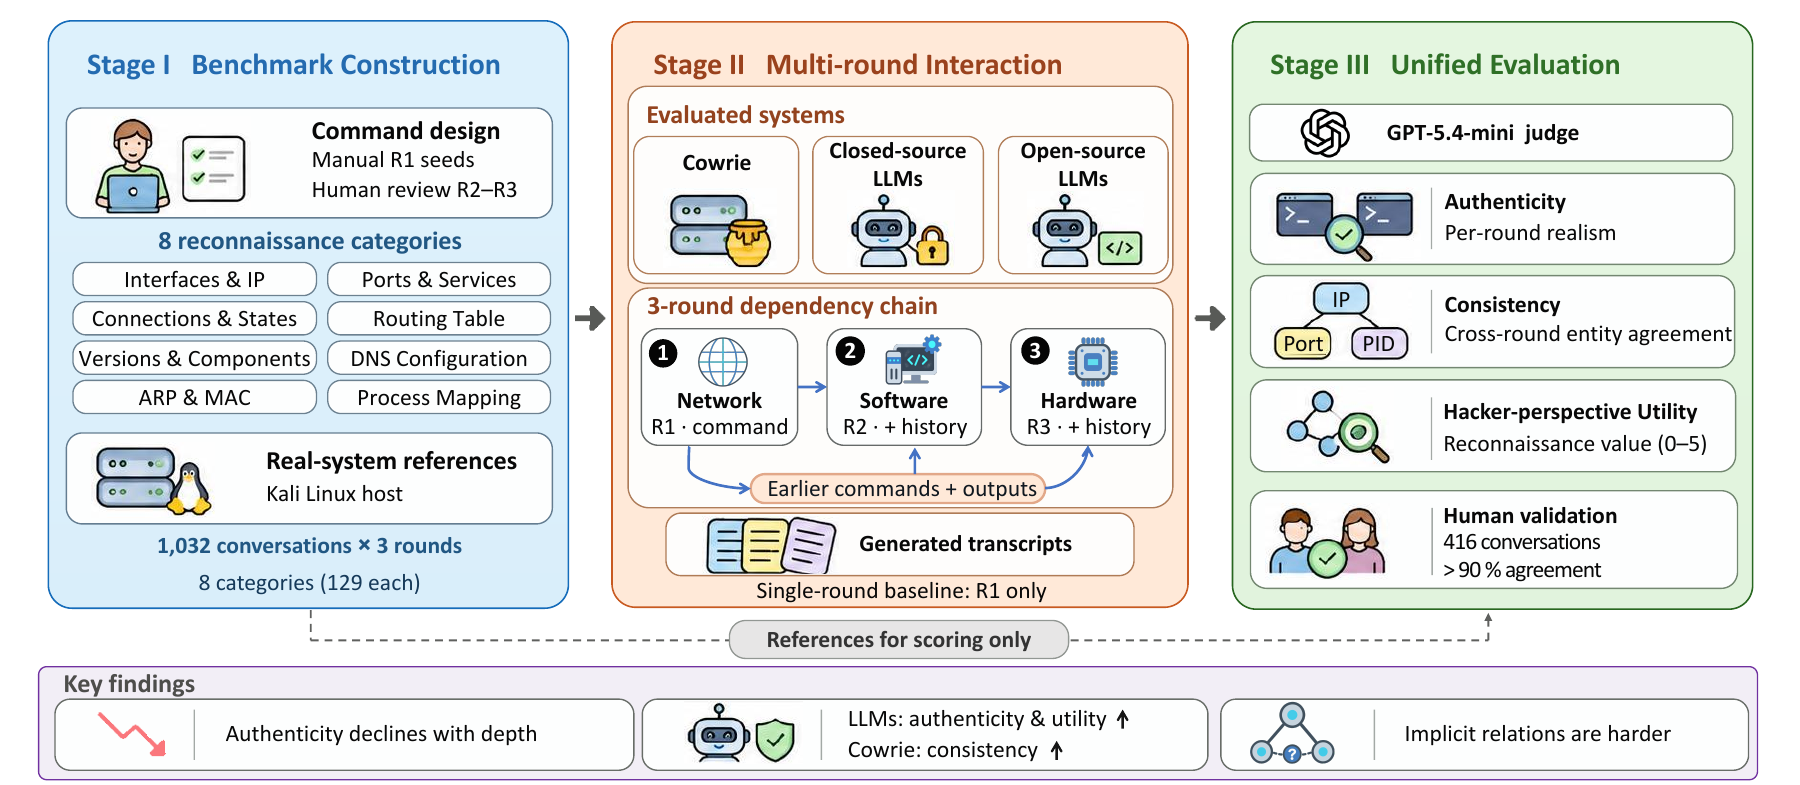 Stage I Benchmark Construction
Command design
Manual R1 seeds
Human review R2–R3
8 reconnaissance categories
Interfaces & IP
Ports & Services
Connections & States
Routing Table
Versions & Components
DNS Configuration
ARP & MAC
Process Mapping
Real-system references
Kali Linux host
1,032 conversations × 3 rounds
8 categories (129 each)
Stage II Multi-round Interaction
Evaluated systems
Cowrie
Closed-source
LLMs
Open-source
LLMs
</>
3-round dependency chain
1
Network
R1 · command
2
</>
Software
R2 · + history
3
Hardware
R3 · + history
Earlier commands + outputs
Generated transcripts
Single-round baseline: R1 only
Stage III Unified Evaluation
GPT-5.4-mini judge
>_
>_
Authenticity
Per-round realism
IP
Port
PID
Consistency
Cross-round entity agreement
Hacker-perspective Utility
Reconnaissance value (0–5)
Human validation
416 conversations
> 90 % agreement
References for scoring only
Key findings
Authenticity declines with depth
LLMs: authenticity & utility ↑
Cowrie: consistency ↑
?
Implicit relations are harder